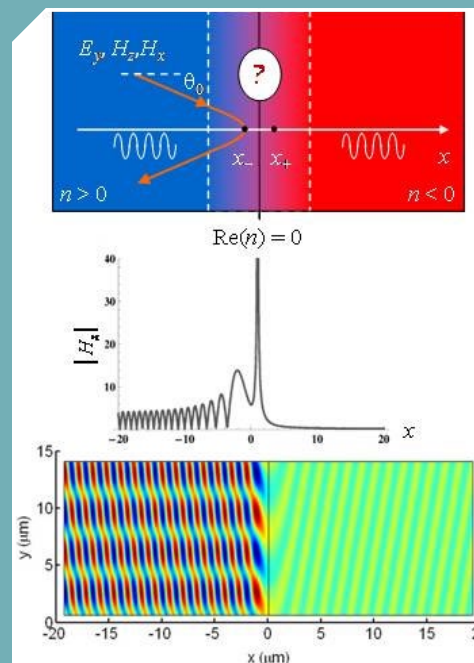 E_y, H_z, H_x
θ_0
?
x_- x_+ x
n > 0 n < 0
Re(n) = 0
40
30
20
10
|H_x|
-20 -10 0 10 20 x
15
10
5
0
y (μm)
-20 -15 -10 -5 0 5 10 15 20
x (μm)